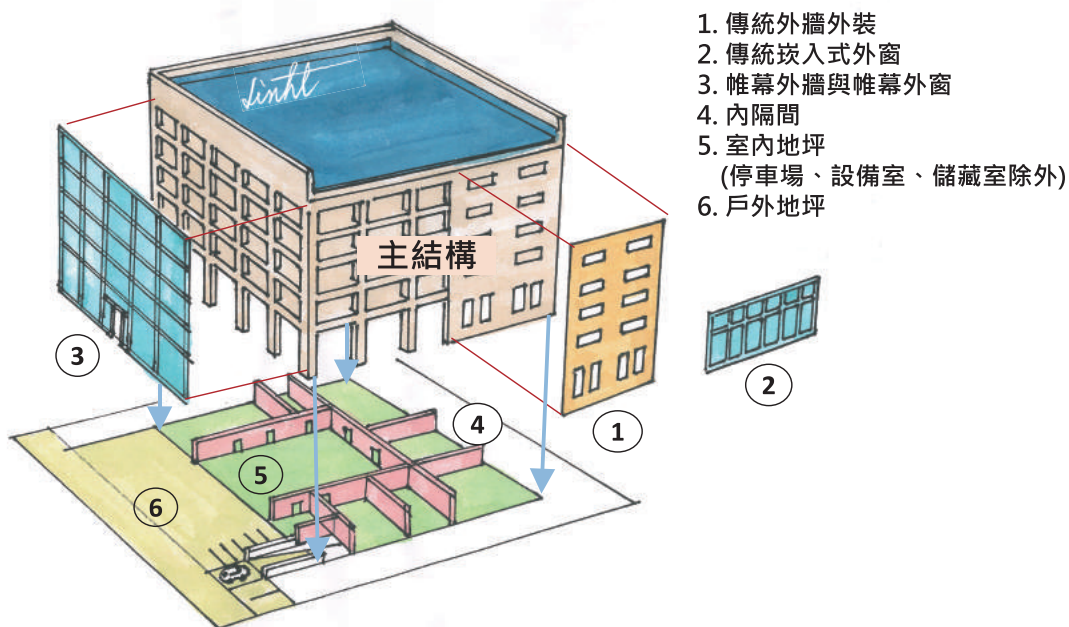 1. 傳統外牆外裝
2. 傳統崁入式外窗
3. 帷幕外牆與帷幕外窗
4. 內隔間
5. 室內地坪
(停車場、設備室、儲藏室除外)
6. 戶外地坪
Linht
主結構
3
2
1
4
5
6